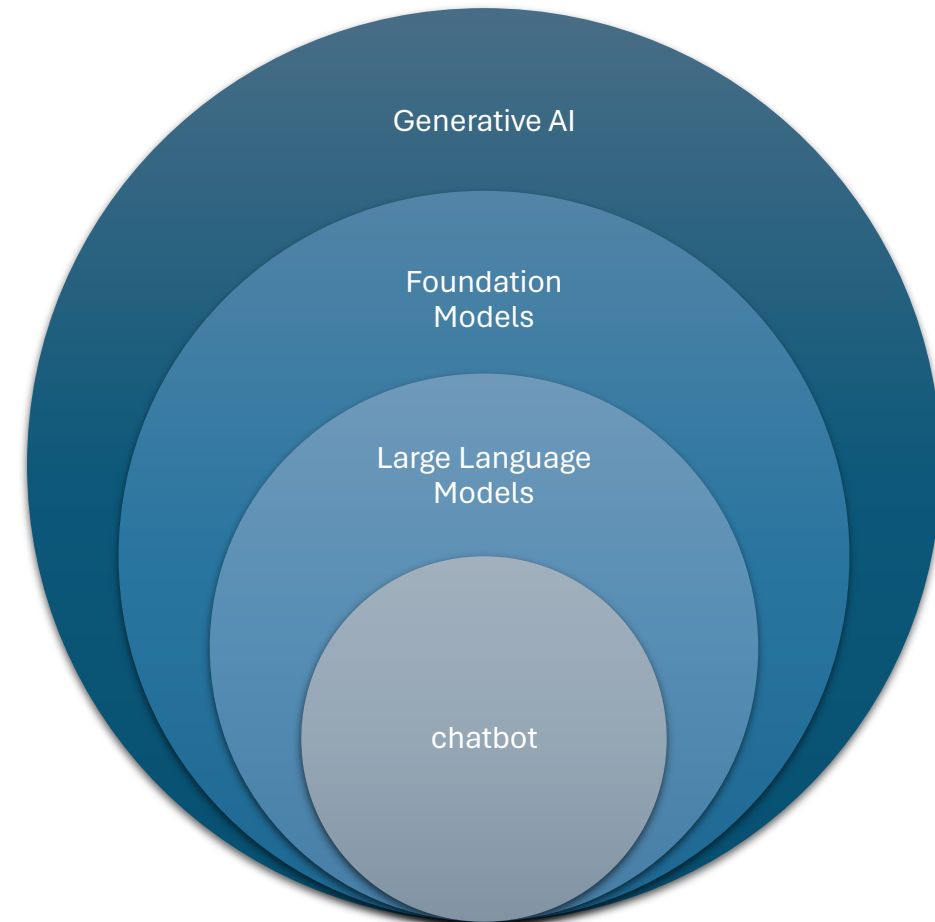 Generative AI
Foundation
Models
Large Language
Models
chatbot